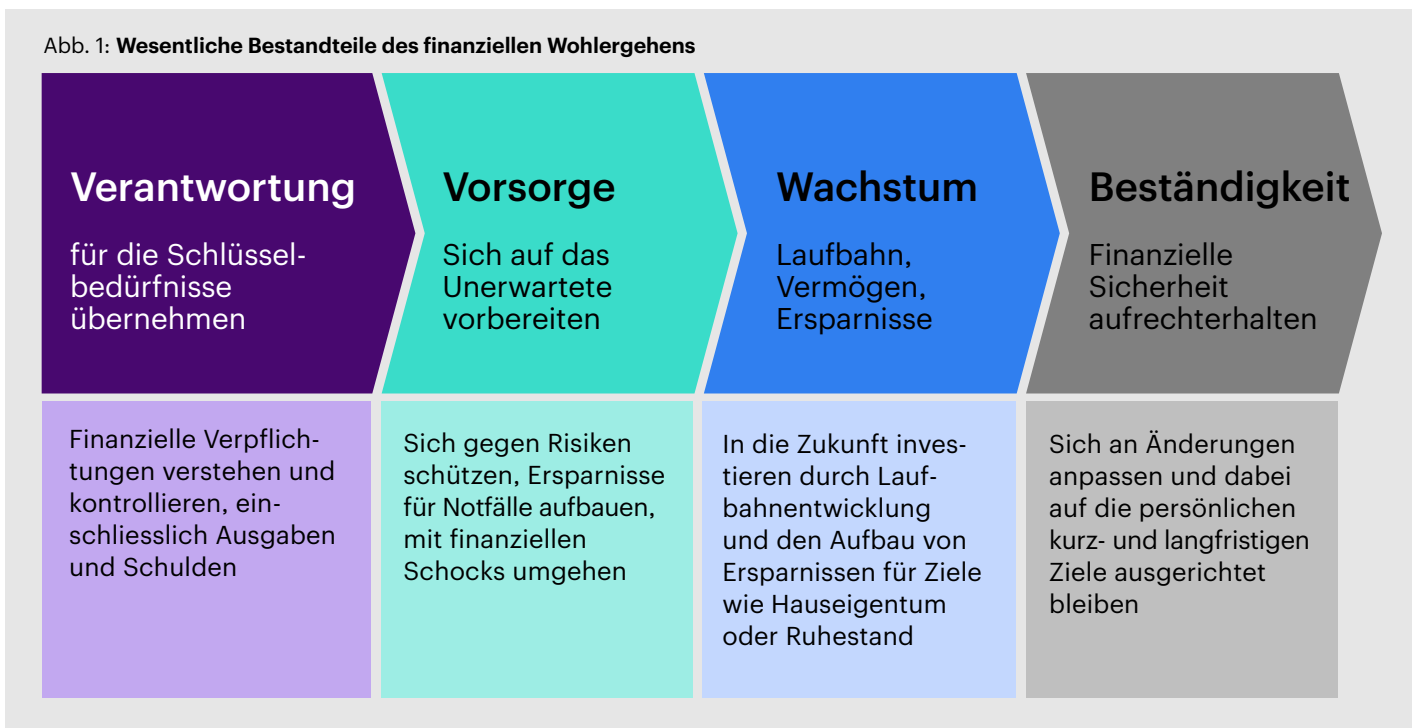 Abb. 1: Wesentliche Bestandteile des finanziellen Wohlergehens
Verantwortung
für die Schlüssel-
bedürfnisse
übernehmen
Vorsorge
Sich auf das
Unerwartete
vorbereiten
Wachstum
Laufbahn,
Vermögen,
Ersparnisse
Beständigkeit
Finanzielle
Sicherheit
aufrechterhalten
Finanzielle Verpflich-
tungen verstehen und
kontrollieren, ein-
schliesslich Ausgaben
und Schulden
Sich gegen Risiken
schützen, Ersparnisse
für Notfälle aufbauen,
mit finanziellen
Schocks umgehen
In die Zukunft inves-
tieren durch Lauf-
bahnentwicklung
und den Aufbau von
Ersparnissen für Ziele
wie Hauseigentum
oder Ruhestand
Sich an Änderungen
anpassen und dabei
auf die persönlichen
kurz- und langfristigen
Ziele ausgerichtet
bleiben